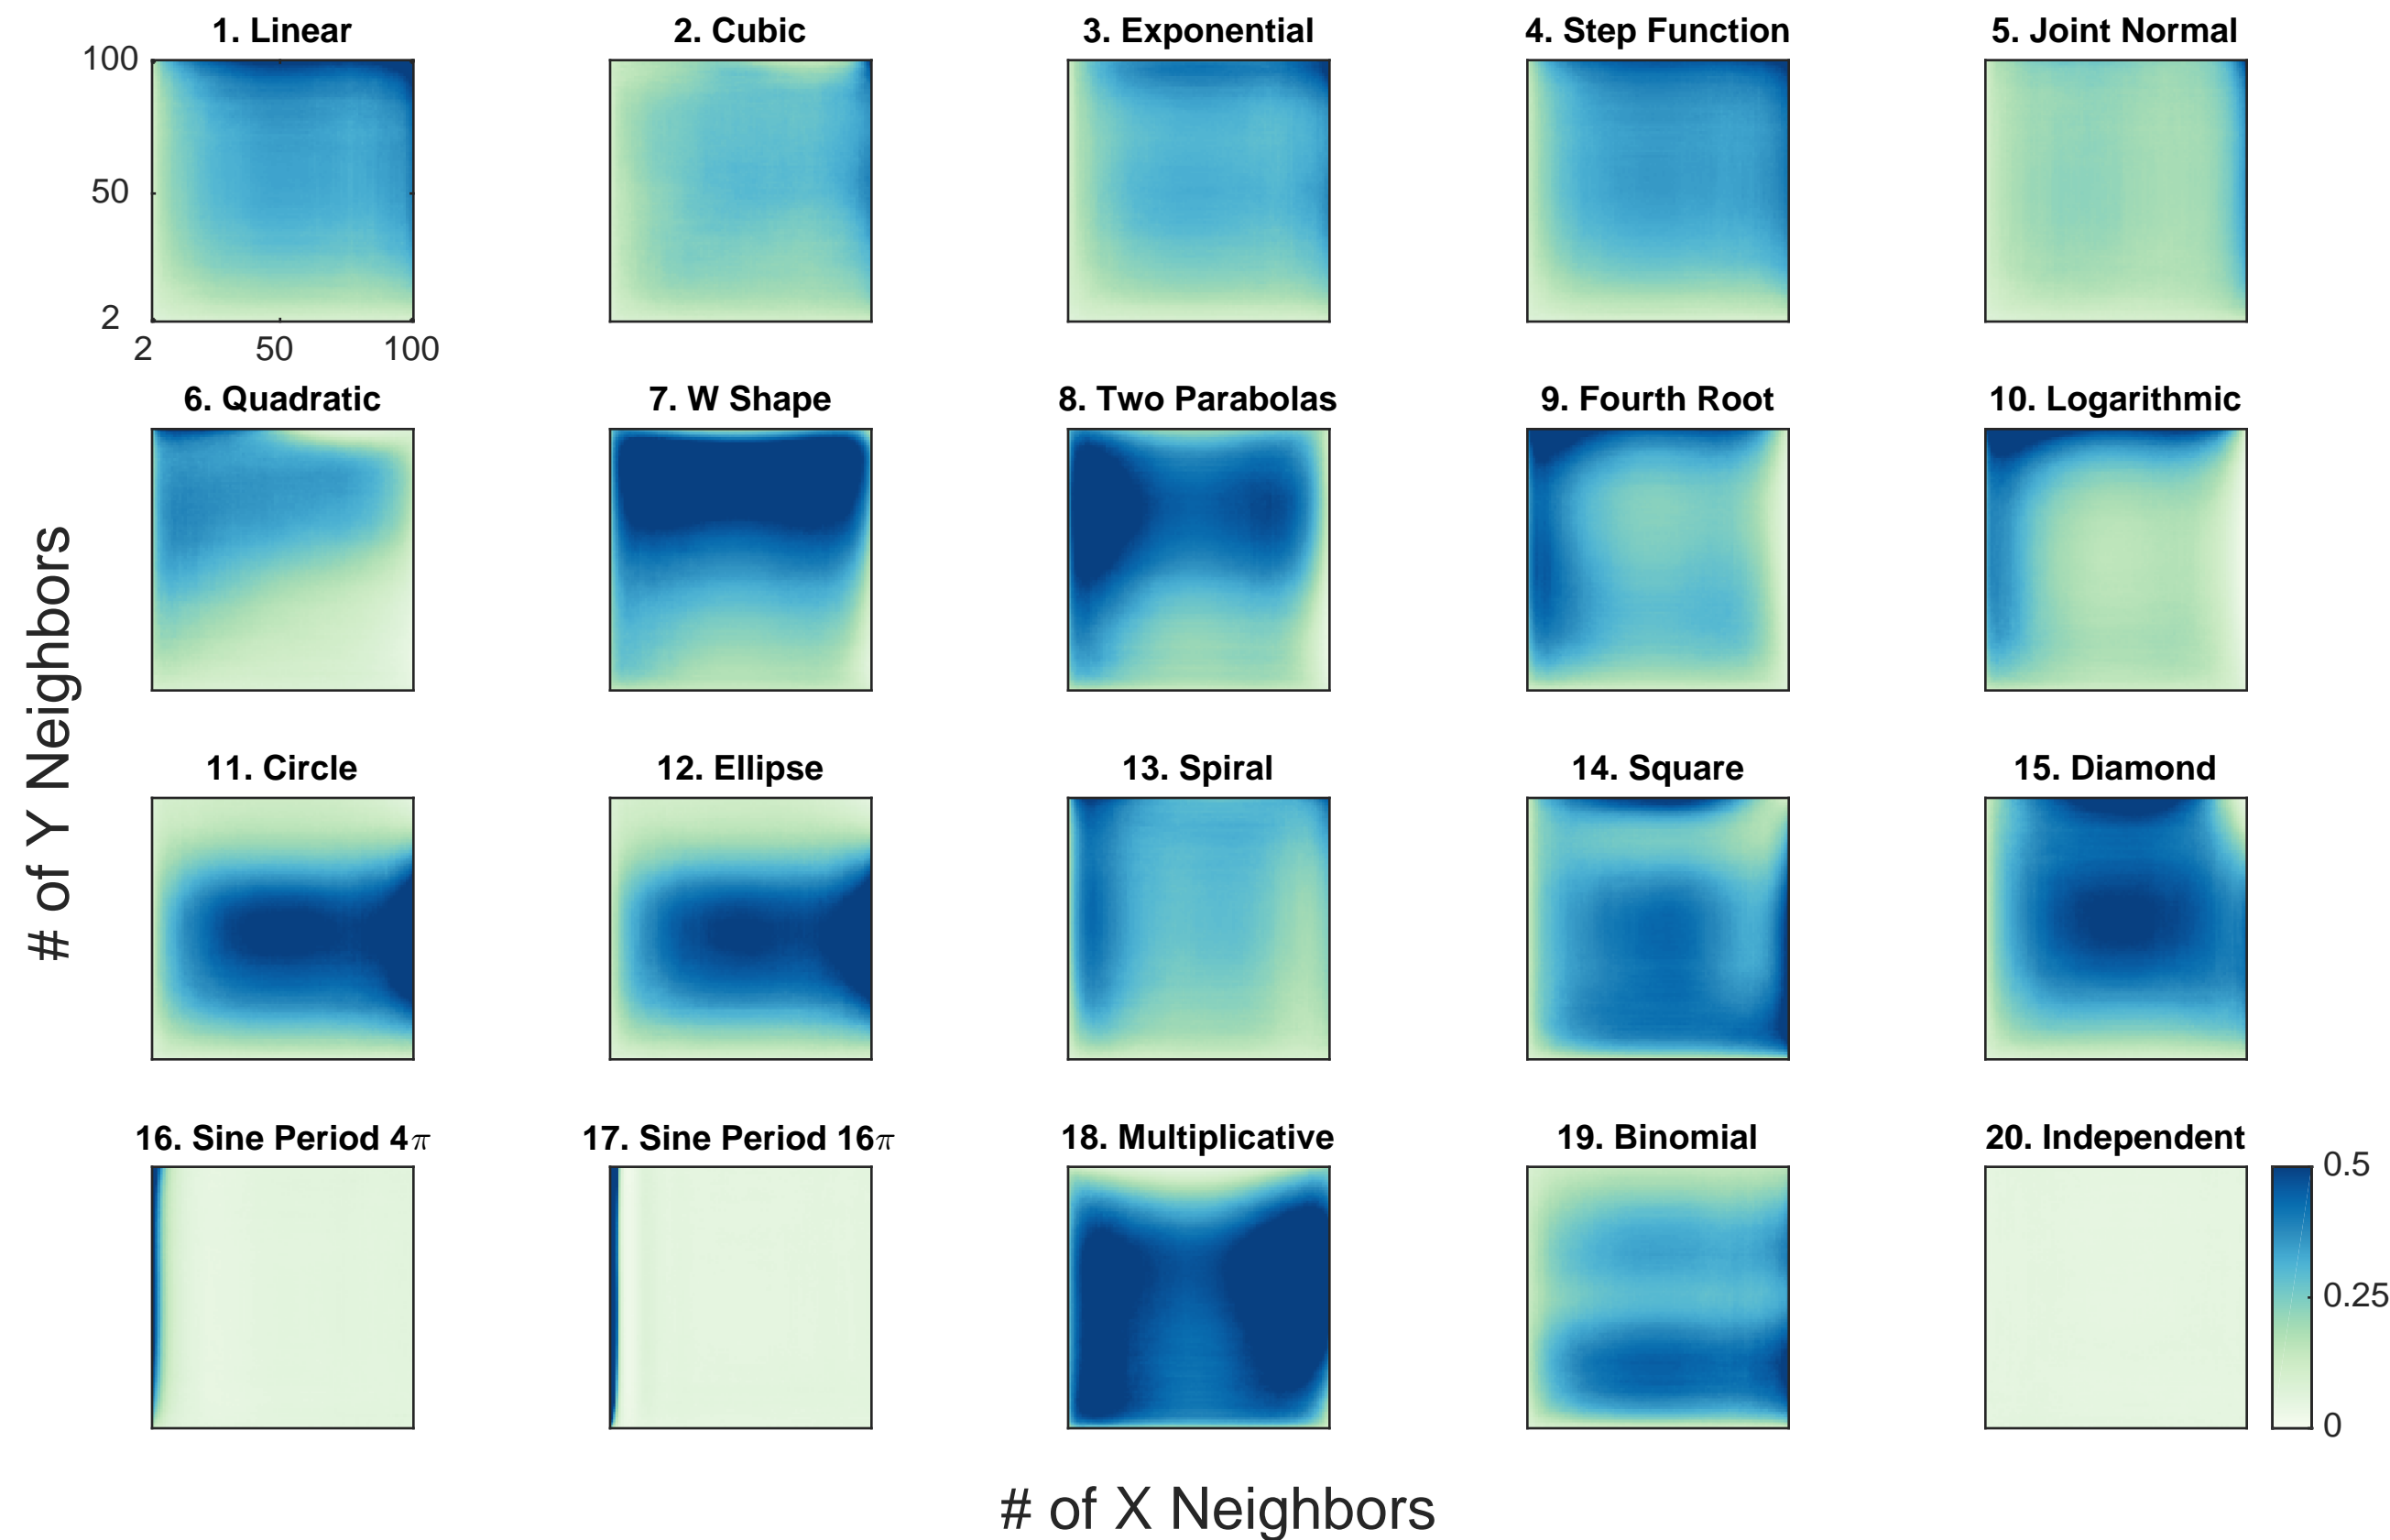 1. Linear
2. Cubic
3. Exponential
4. Step Function
5. Joint Normal
100
50
2
2
50
100
6. Quadratic
7. W Shape
8. Two Parabolas
9. Fourth Root
10. Logarithmic
# of Y Neighbors
11. Circle
12. Ellipse
13. Spiral
14. Square
15. Diamond
16. Sine Period 4π
17. Sine Period 16π
18. Multiplicative
19. Binomial
20. Independent
0.5
0.25
0
# of X Neighbors